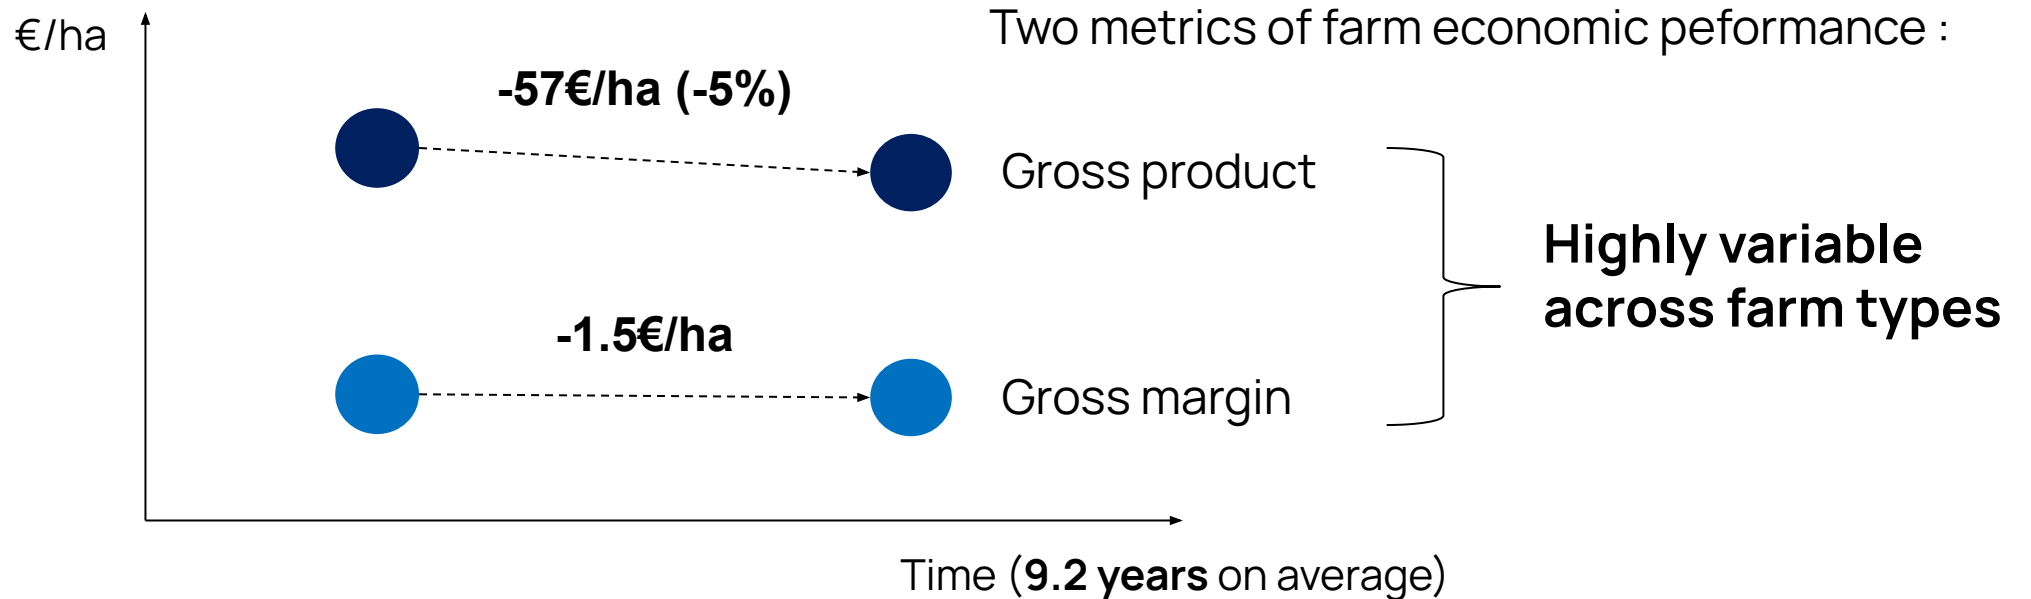 €/ha
Two metrics of farm economic peformance :
-57€/ha (-5%)
Gross product
Highly variable
across farm types
-1.5€/ha
Gross margin
Time (9.2 years on average)